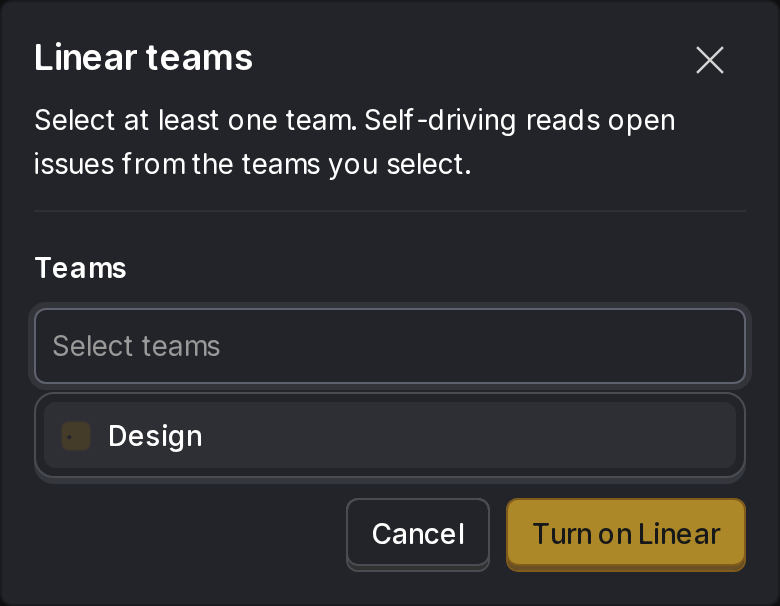 Linear teams
Select at least one team. Self-driving reads open
issues from the teams you select.
Teams
Select teams
Design
Cancel
Turn on Linear